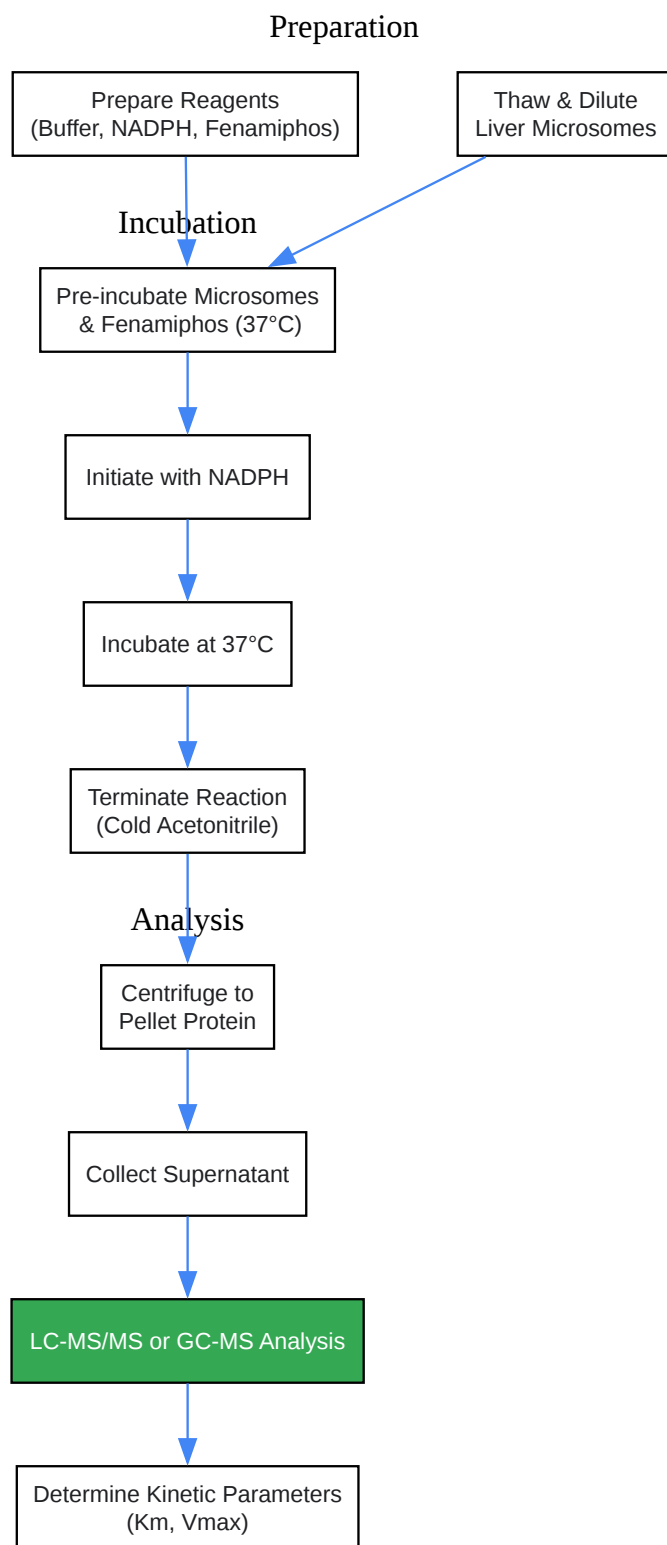 Preparation
Prepare Reagents
(Buffer, NADPH, Fenamiphos)
Thaw & Dilute
Liver Microsomes
Incubation
Pre-incubate Microsomes
& Fenamiphos (37°C)
Initiate with NADPH
Incubate at 37°C
Terminate Reaction
(Cold Acetonitrile)
Analysis
Centrifuge to
Pellet Protein
Collect Supernatant
LC-MS/MS or GC-MS Analysis
Determine Kinetic Parameters
(Km, Vmax)